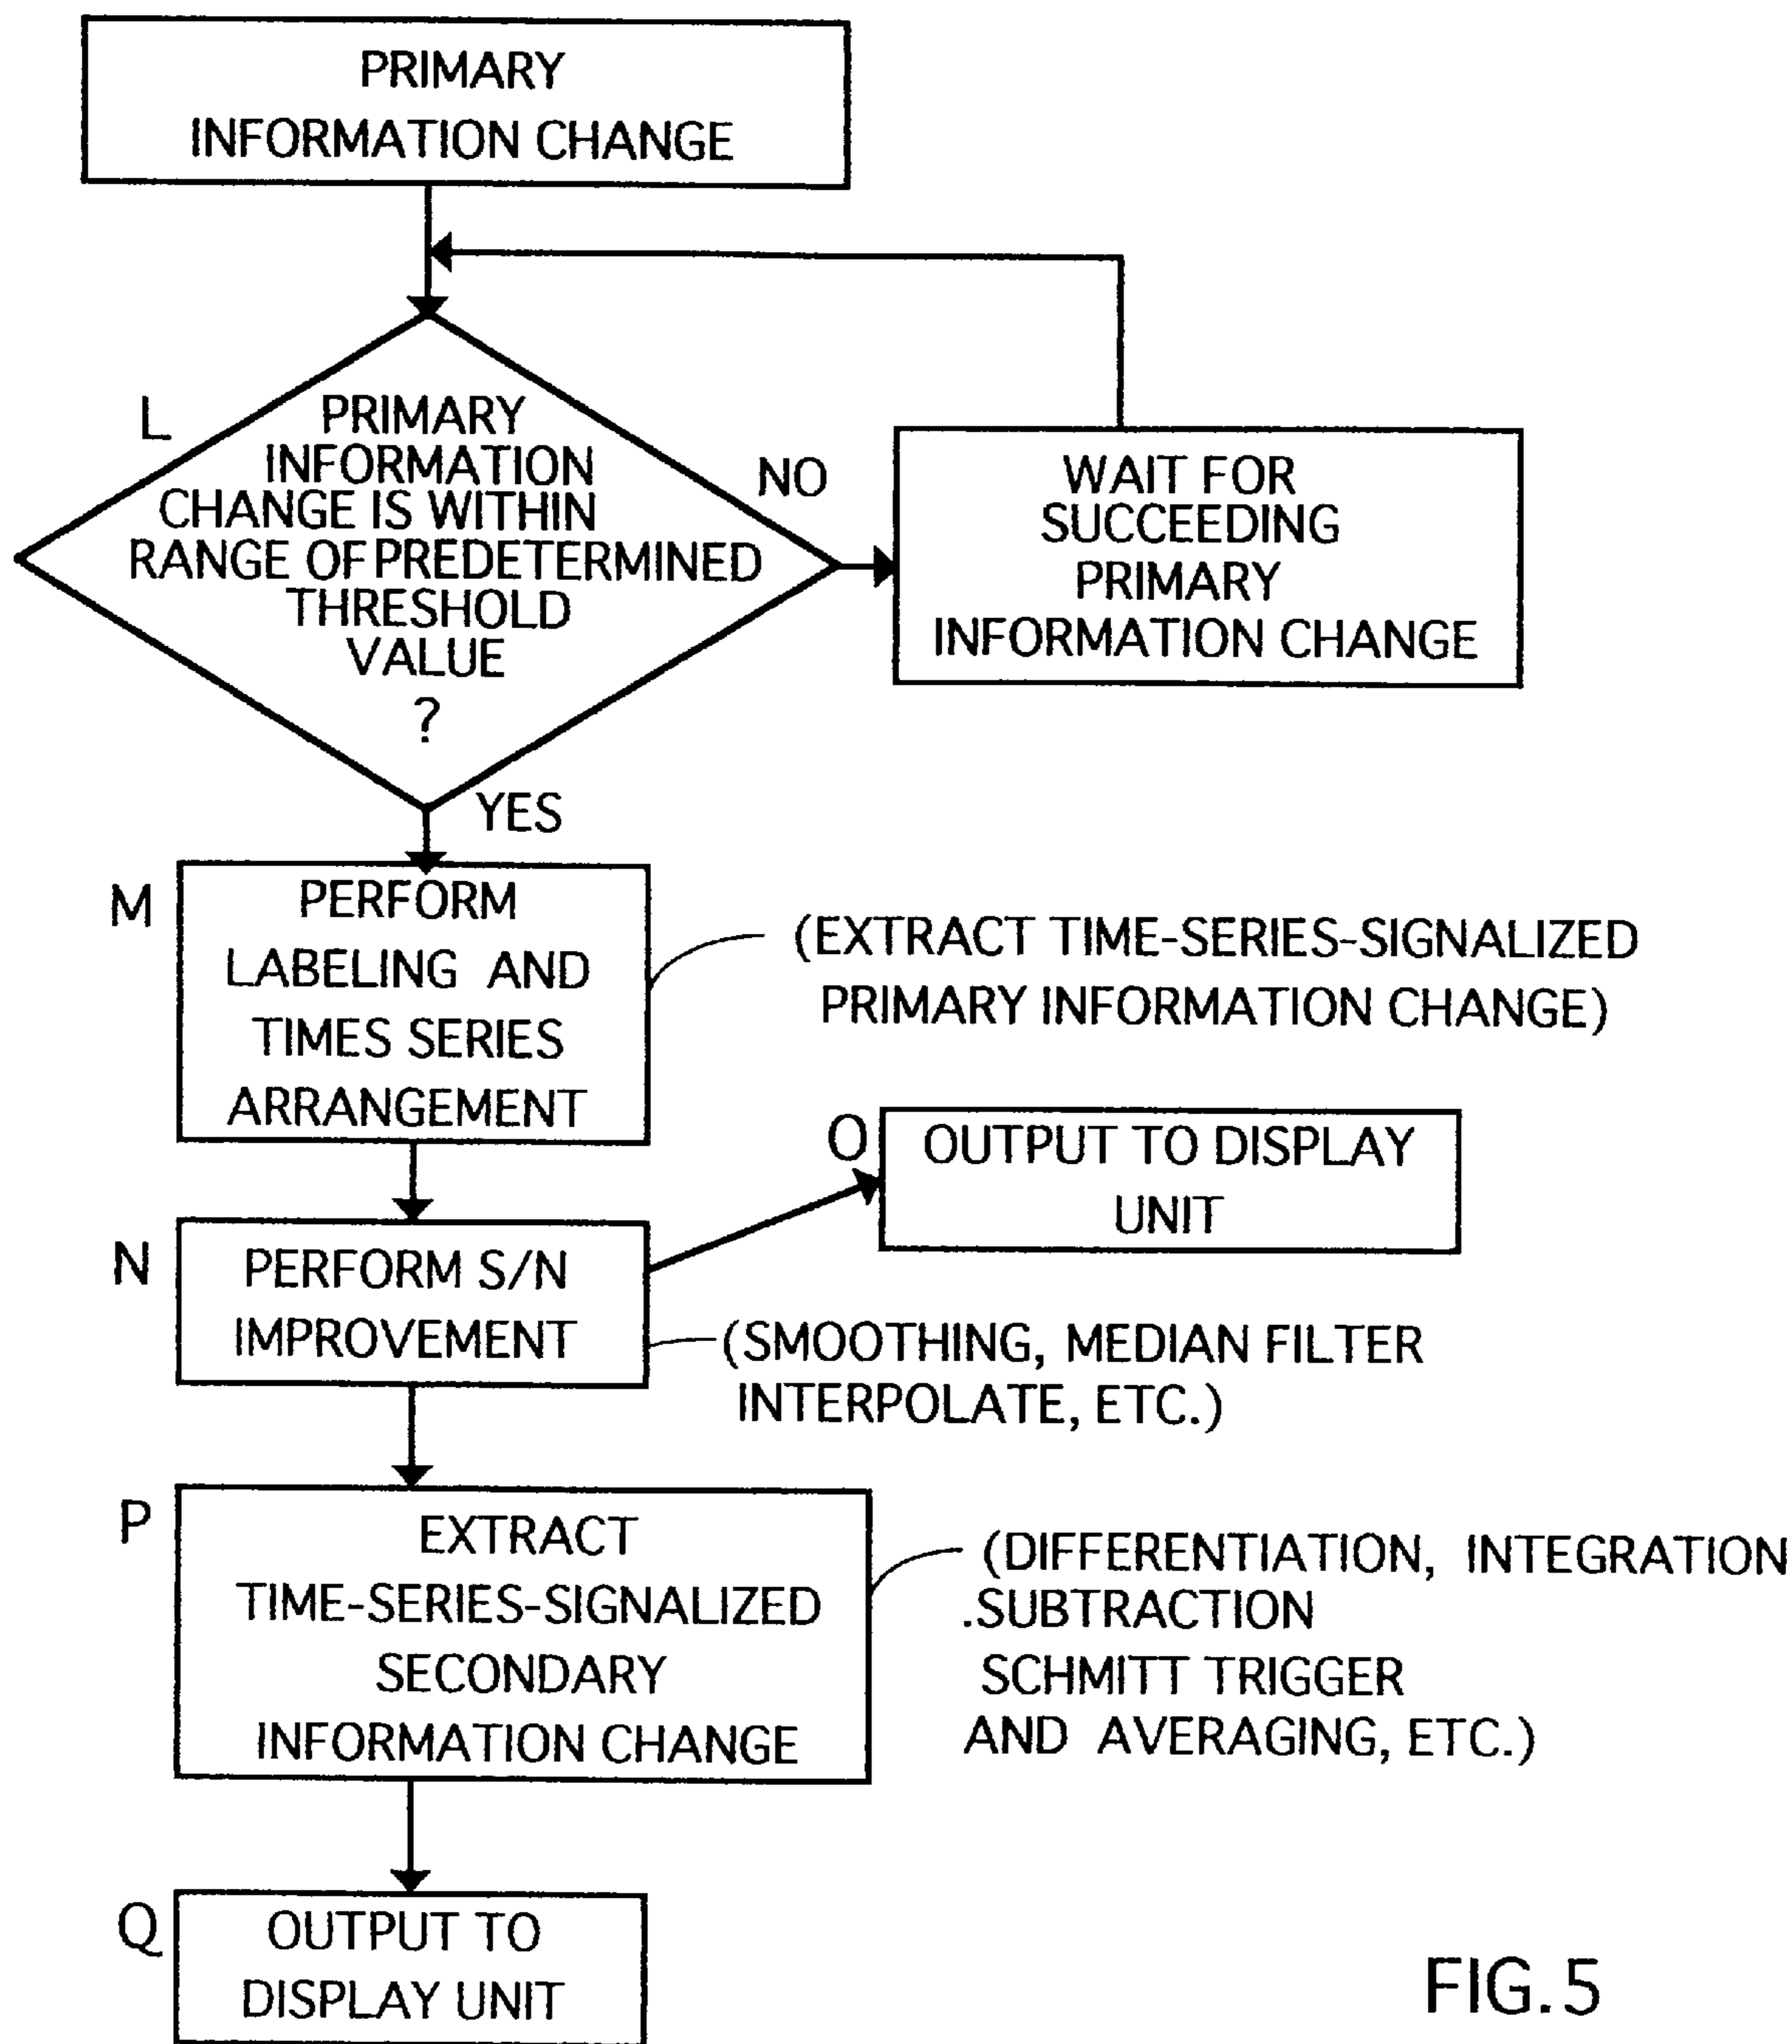 PRIMARY
INFORMATION CHANGE
L
PRIMARY
INFORMATION
CHANGE IS WITHIN
RANGE OF PREDETERMINED
THRESHOLD
VALUE
?
NO
WAIT FOR
SUCCEEDING
PRIMARY
INFORMATION CHANGE
YES
M
PERFORM
LABELING AND
TIMES SERIES
ARRANGEMENT
(EXTRACT TIME-SERIES-SIGNALIZED
PRIMARY INFORMATION CHANGE)
O
OUTPUT TO DISPLAY
UNIT
N
PERFORM S/N
IMPROVEMENT
(SMOOTHING, MEDIAN FILTER
INTERPOLATE, ETC.)
P
EXTRACT
TIME-SERIES-SIGNALIZED
SECONDARY
INFORMATION CHANGE
(DIFFERENTIATION, INTEGRATION
.SUBTRACTION
SCHMITT TRIGGER
AND AVERAGING, ETC.)
Q
OUTPUT TO
DISPLAY UNIT
FIG. 5